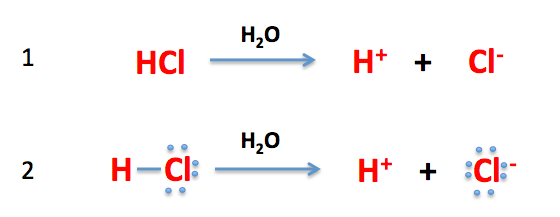 1 HCl H₂O H⁺ + Cl⁻
2 H–Cl H₂O H⁺ + Cl⁻